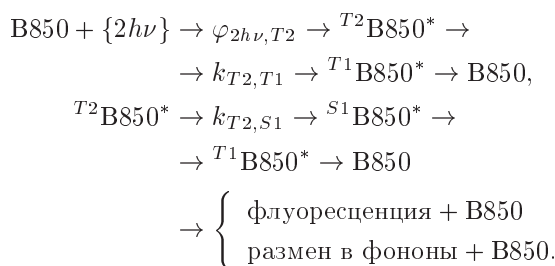 B850 + {2hν} → φ_{2hν,T2} → ^{T2}B850* →
→ k_{T2,T1} → ^{T1}B850* → B850,
^{T2}B850* → k_{T2,S1} → ^{S1}B850* →
→ ^{T1}B850* → B850
→ { флуоресценция + B850
размен в фононы + B850.